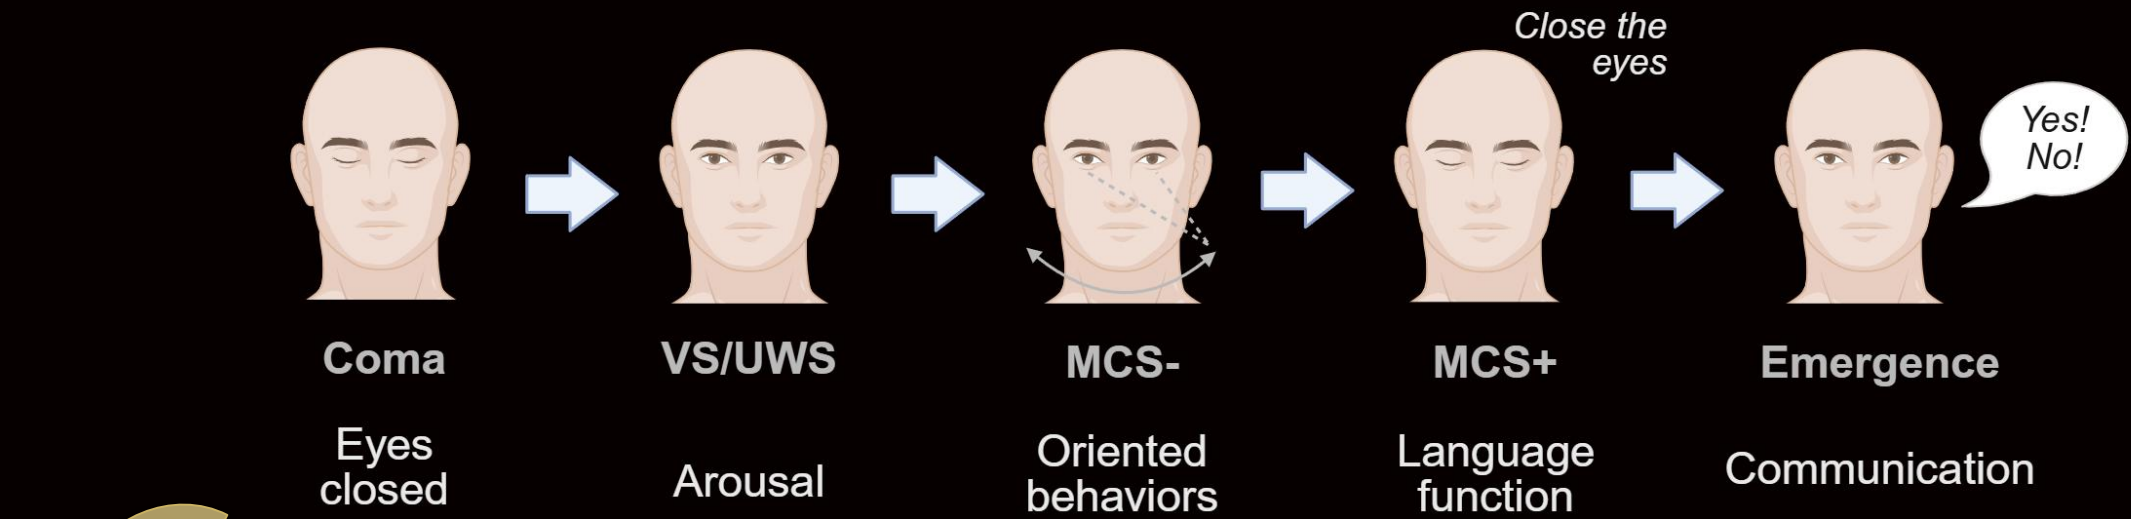 Close the
eyes
Yes!
No!
Coma
VS/UWS
MCS-
MCS+
Emergence
Eyes
closed
Arousal
Oriented
behaviors
Language
function
Communication